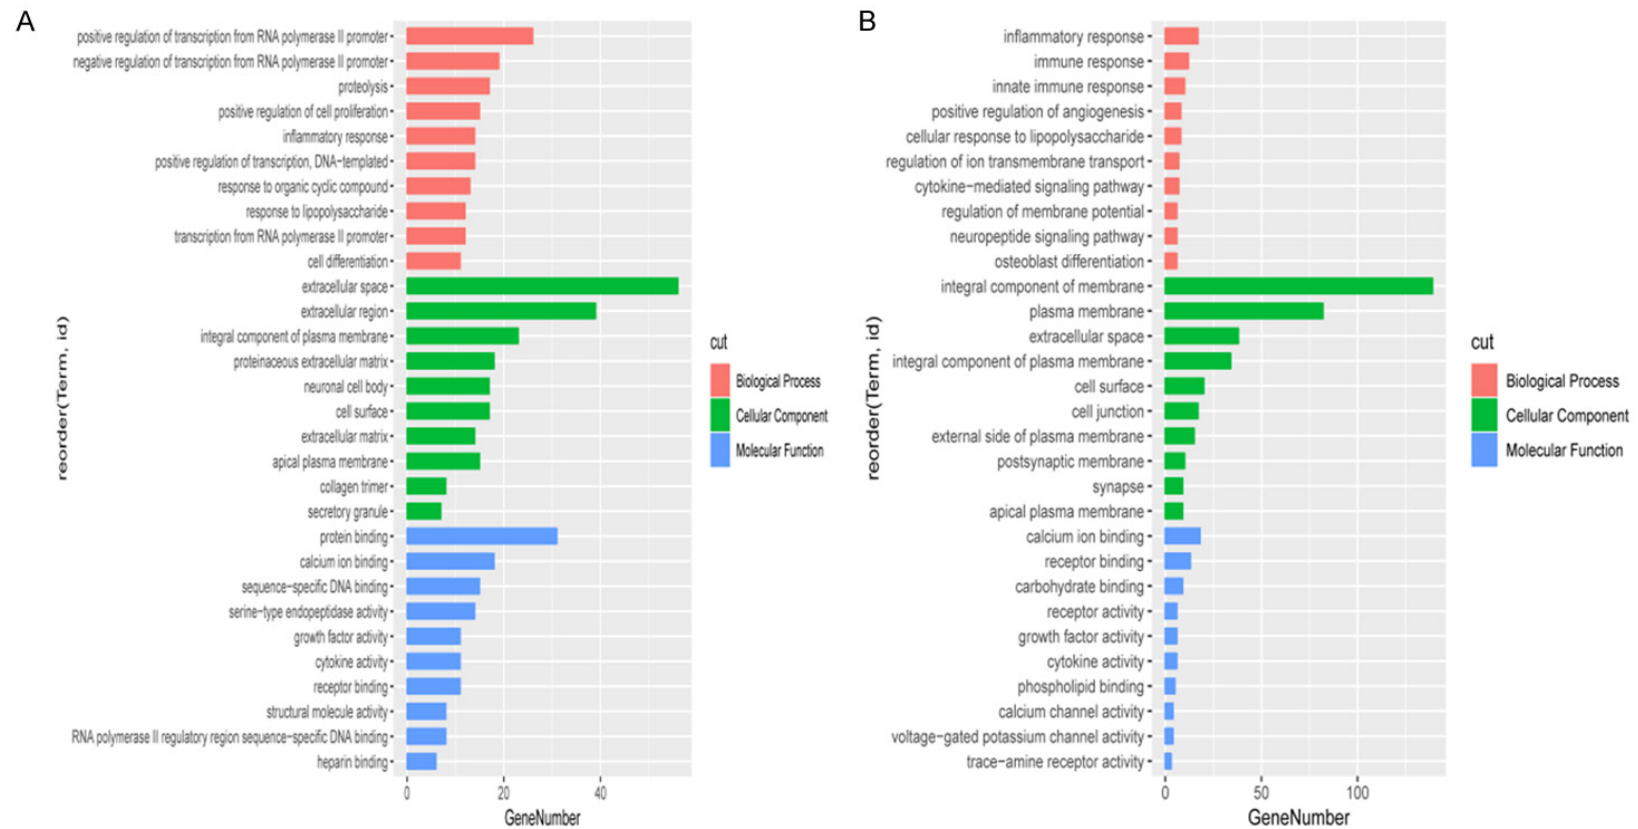 A
positive regulation of transcription from RNA polymerase II promoter
negative regulation of transcription from RNA polymerase II promoter
proteolysis
positive regulation of cell proliferation
inflammatory response
positive regulation of transcription, DNA-templated
response to organic cyclic compound
response to lipopolysaccharide
transcription from RNA polymerase II promoter
cell differentiation
extracellular space
extracellular region
integral component of plasma membrane
proteinaceous extracellular matrix
neuronal cell body
cell surface
extracellular matrix
apical plasma membrane
collagen trimer
secretory granule
protein binding
calcium ion binding
sequence-specific DNA binding
serine-type endopeptidase activity
growth factor activity
cytokine activity
receptor binding
structural molecule activity
RNA polymerase II regulatory region sequence-specific DNA binding
heparin binding
reorder(Term, id)
0 20 40
GeneNumber
cut
Biological Process
Cellular Component
Molecular Function
B
inflammatory response
immune response
innate immune response
positive regulation of angiogenesis
cellular response to lipopolysaccharide
regulation of ion transmembrane transport
cytokine-mediated signaling pathway
regulation of membrane potential
neuropeptide signaling pathway
osteoblast differentiation
integral component of membrane
plasma membrane
extracellular space
integral component of plasma membrane
cell surface
cell junction
external side of plasma membrane
postsynaptic membrane
synapse
apical plasma membrane
calcium ion binding
receptor binding
carbohydrate binding
receptor activity
growth factor activity
cytokine activity
phospholipid binding
calcium channel activity
voltage-gated potassium channel activity
trace-amine receptor activity
reorder(Term, id)
0 50 100
GeneNumber
cut
Biological Process
Cellular Component
Molecular Function